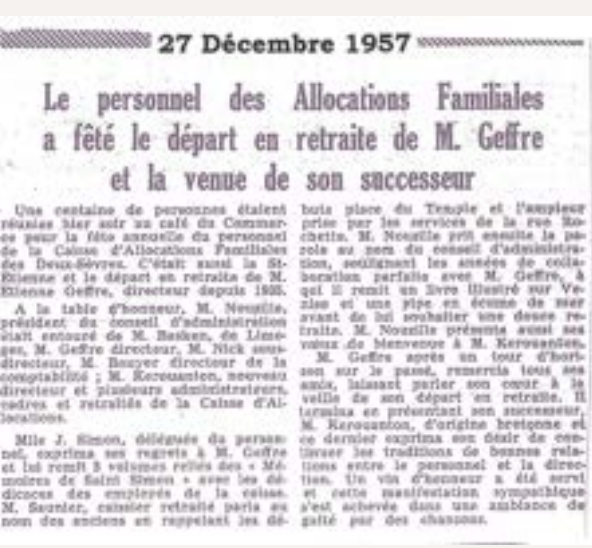 27 Décembre 1957
Le personnel des Allocations Familiales
a fêté le départ en retraite de M. Geffre
et la venue de son successeur
Une centaine de personnes étaient
réunies hier soir au café du Commer-
ce pour la fête annuelle du personnel
de la Caisse d'Allocations Familiales
des Deux-Sèvres. C'était aussi la St-
Etienne et le départ en retraite de M.
Etienne Geffre, directeur depuis
A la table d'honneur, M. Nouzille,
président du conseil d'administration
était entouré de M. de Limo-
ges, M. Geffre directeur, M. Nick sous-
directeur, M. Bouyer directeur de la
comptabilité ; M. Kerouanton, nouveau
directeur et plusieurs administrateurs,
cadres et retraités de la Caisse d'Al-
locations.
Mlle J. Simon, déléguée du person-
nel, exprima ses regrets à M. Geffre
et lui remit 3 volumes reliés des « Mé-
moires de Saint Simon » avec les dé-
dicaces des employés de la caisse.
M. Saunier, caissier retraité parla au
nom des anciens en rappelant les dé-
buts place du Temple et l'ampleur
prise par les services de la rue
M. Nouzille prit ensuite la pa-
role au nom du conseil d'administra-
tion, soulignant les années de colla-
boration parfaite avec M. Geffre, à
qui il remit un livre illustré sur
et une pipe en écume de mer
avant de lui souhaiter une douce re-
traite. M. Nouzille présenta aussi ses
vœux de bienvenue à M. Kerouanton.
M. Geffre après un tour d'hori-
zon sur le passé, remercia tous ses
amis, laissant parler son cœur à la
veille de son départ en retraite. Il
termina en présentant son successeur,
M. Kerouanton, d'origine bretonne et
ce dernier exprima son désir de con-
tinuer les traditions de bonnes rela-
tions entre le personnel et la direc-
tion. Un vin d'honneur a été servi
et cette manifestation sympathique
s'est achevée dans une ambiance de
gaîté par des chansons.